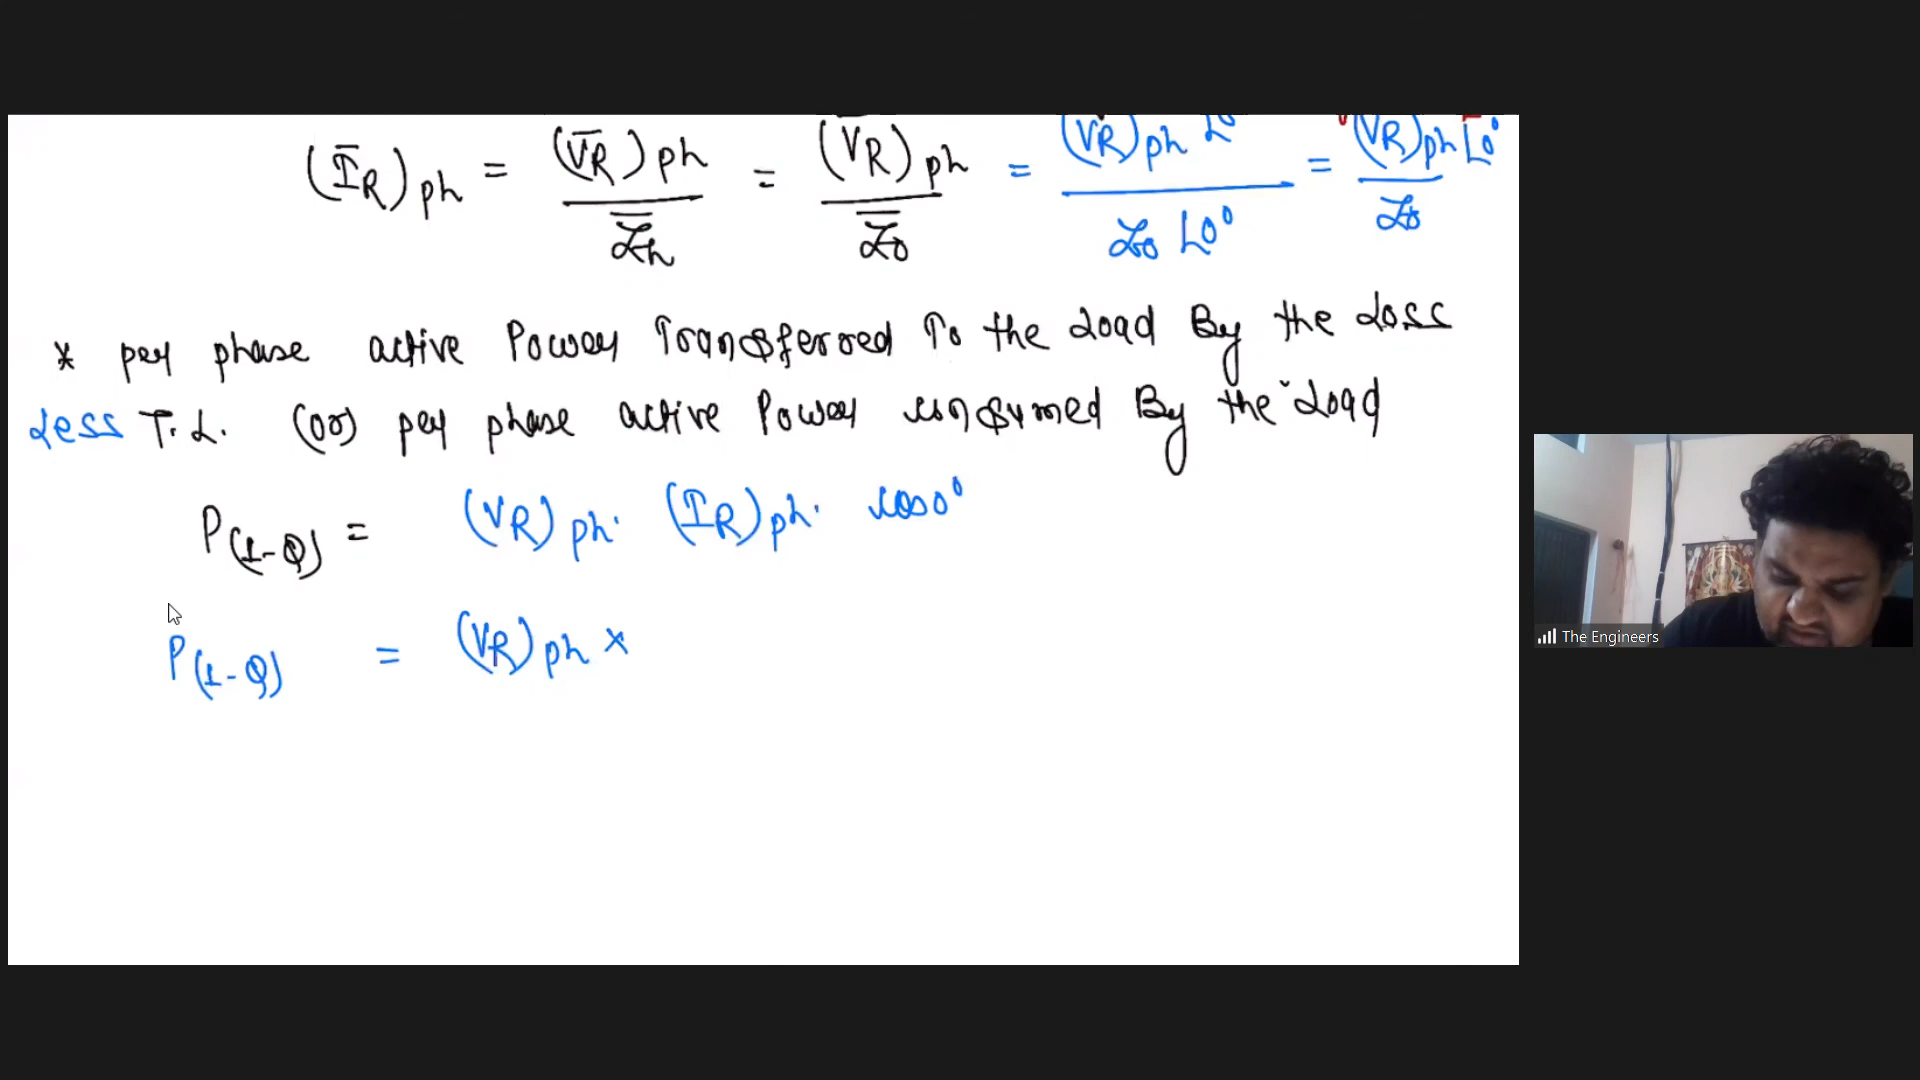 (I̅R)ph = (V̅R)ph / Z̅L = (V̅R)ph / Z̅0 = (VR)ph ∠0° / Z0 ∠0° = (VR)ph ∠0° / Z0
* per phase active Power Transferred To the Load By the Loss
Less T.L. (or) per phase active Power consumed By the Load
P(1-Φ) = (VR)ph. (IR)ph. cos0°
P(1-Φ) = (VR)ph ×
The Engineers